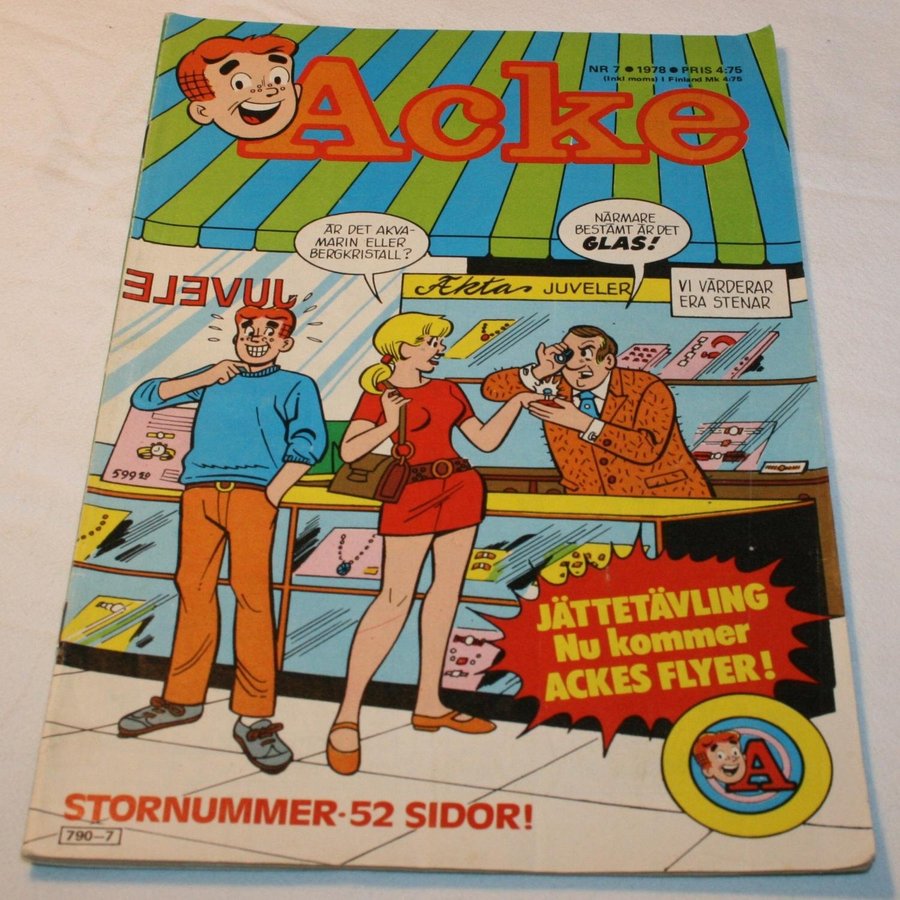 Acke
NR 7 ● 1978 ● PRIS 4:75
(Inkl moms) I Finland Mk 4:75
ÄR DET AKVA-
MARIN ELLER
BERGKRISTALL?
NÄRMARE
BESTÄMT ÄR DET
GLAS!
JUVELE
Äkta JUVELER
VI VÄRDERAR
ERA STENAR
599
JÄTTETÄVLING
Nu kommer
ACKES FLYER!
A
STORNUMMER·52 SIDOR!
790–7